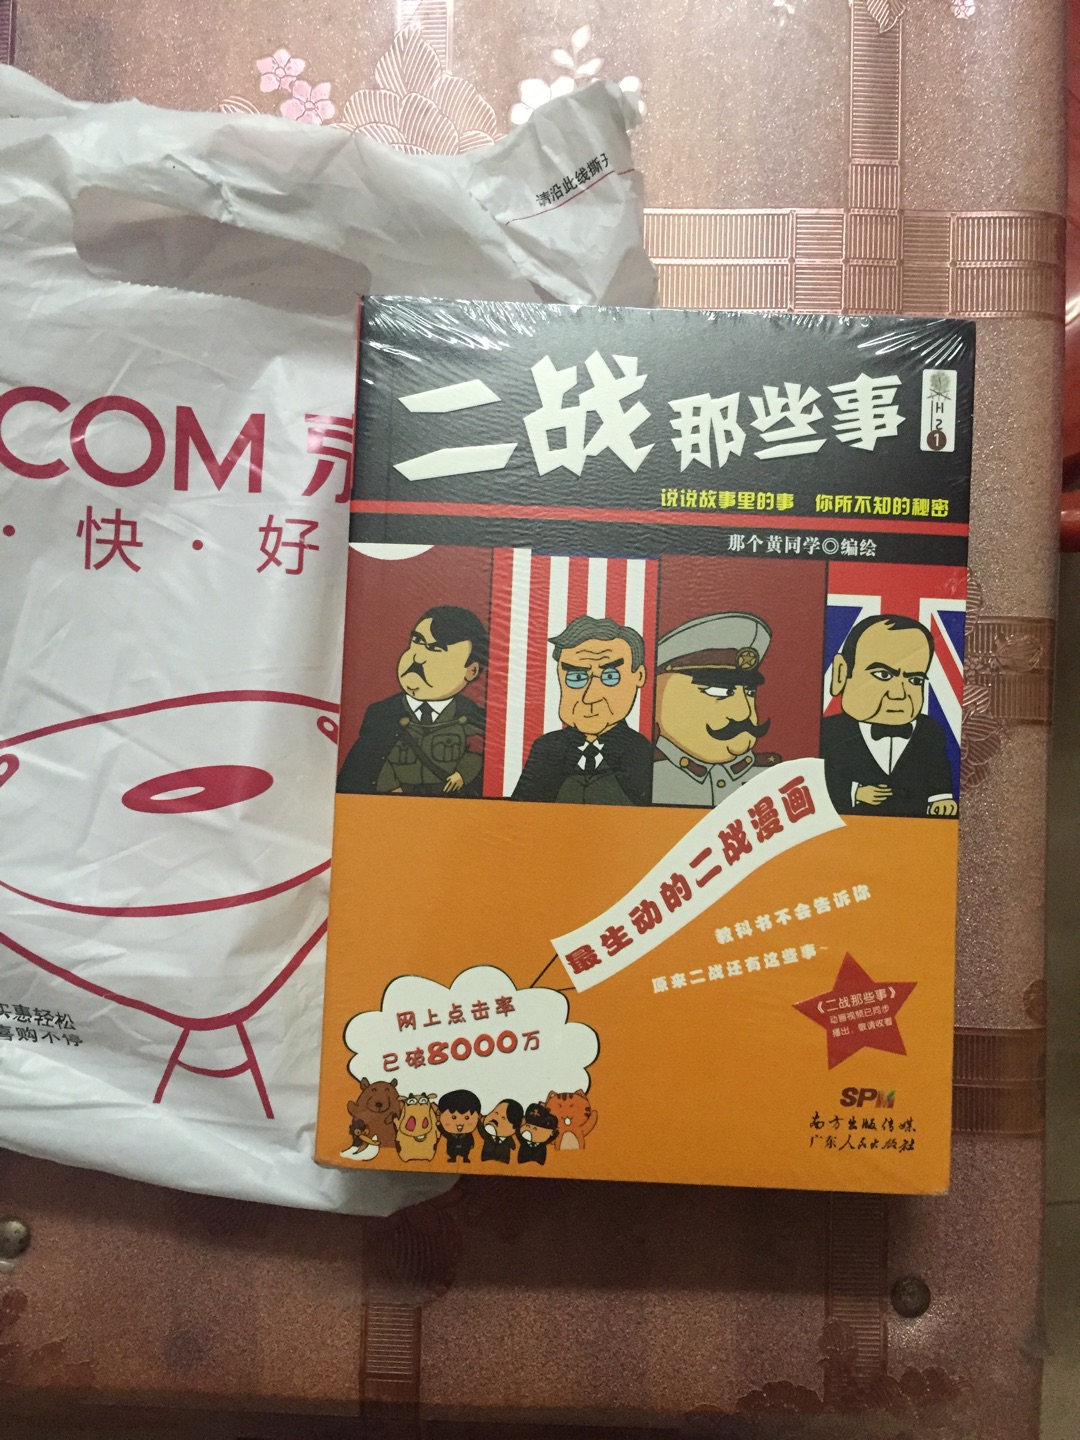 请沿此线撕
COM
·快·好
实惠轻松
喜购不停
二战那些事
H
2
1
说说故事里的事 你所不知的秘密
那个黄同学◎编绘
最生动的二战漫画
教科书不会告诉你
原来二战还有这些事~
网上点击率
已破8000万
《二战那些事》
动画视频已同步
播出，敬请收看
SPM
南方出版传媒
广东人民出版社